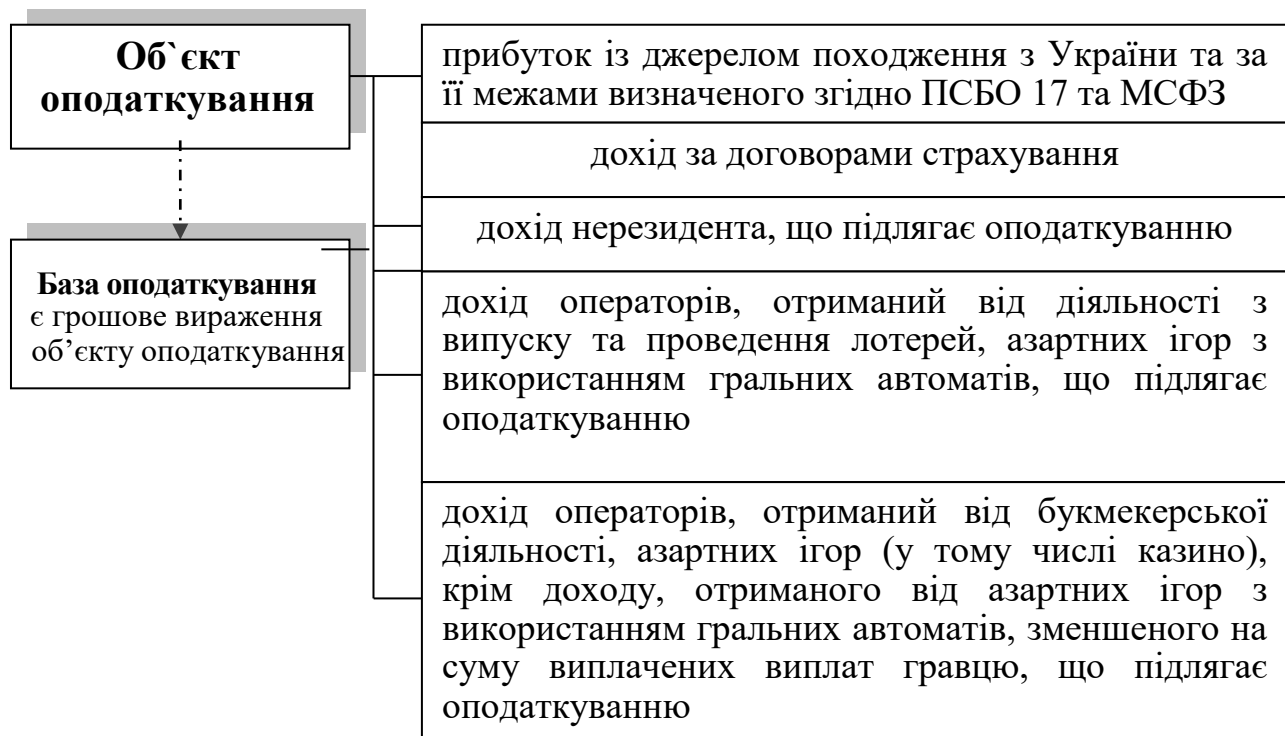 Об`єкт
оподаткування
База оподаткування
є грошове вираження
об’єкту оподаткування
прибуток із джерелом походження з України та за
її межами визначеного згідно ПСБО 17 та МСФЗ
дохід за договорами страхування
дохід нерезидента, що підлягає оподаткуванню
дохід операторів, отриманий від діяльності з
випуску та проведення лотерей, азартних ігор з
використанням гральних автоматів, що підлягає
оподаткуванню
дохід операторів, отриманий від букмекерської
діяльності, азартних ігор (у тому числі казино),
крім доходу, отриманого від азартних ігор з
використанням гральних автоматів, зменшеного на
суму виплачених виплат гравцю, що підлягає
оподаткуванню